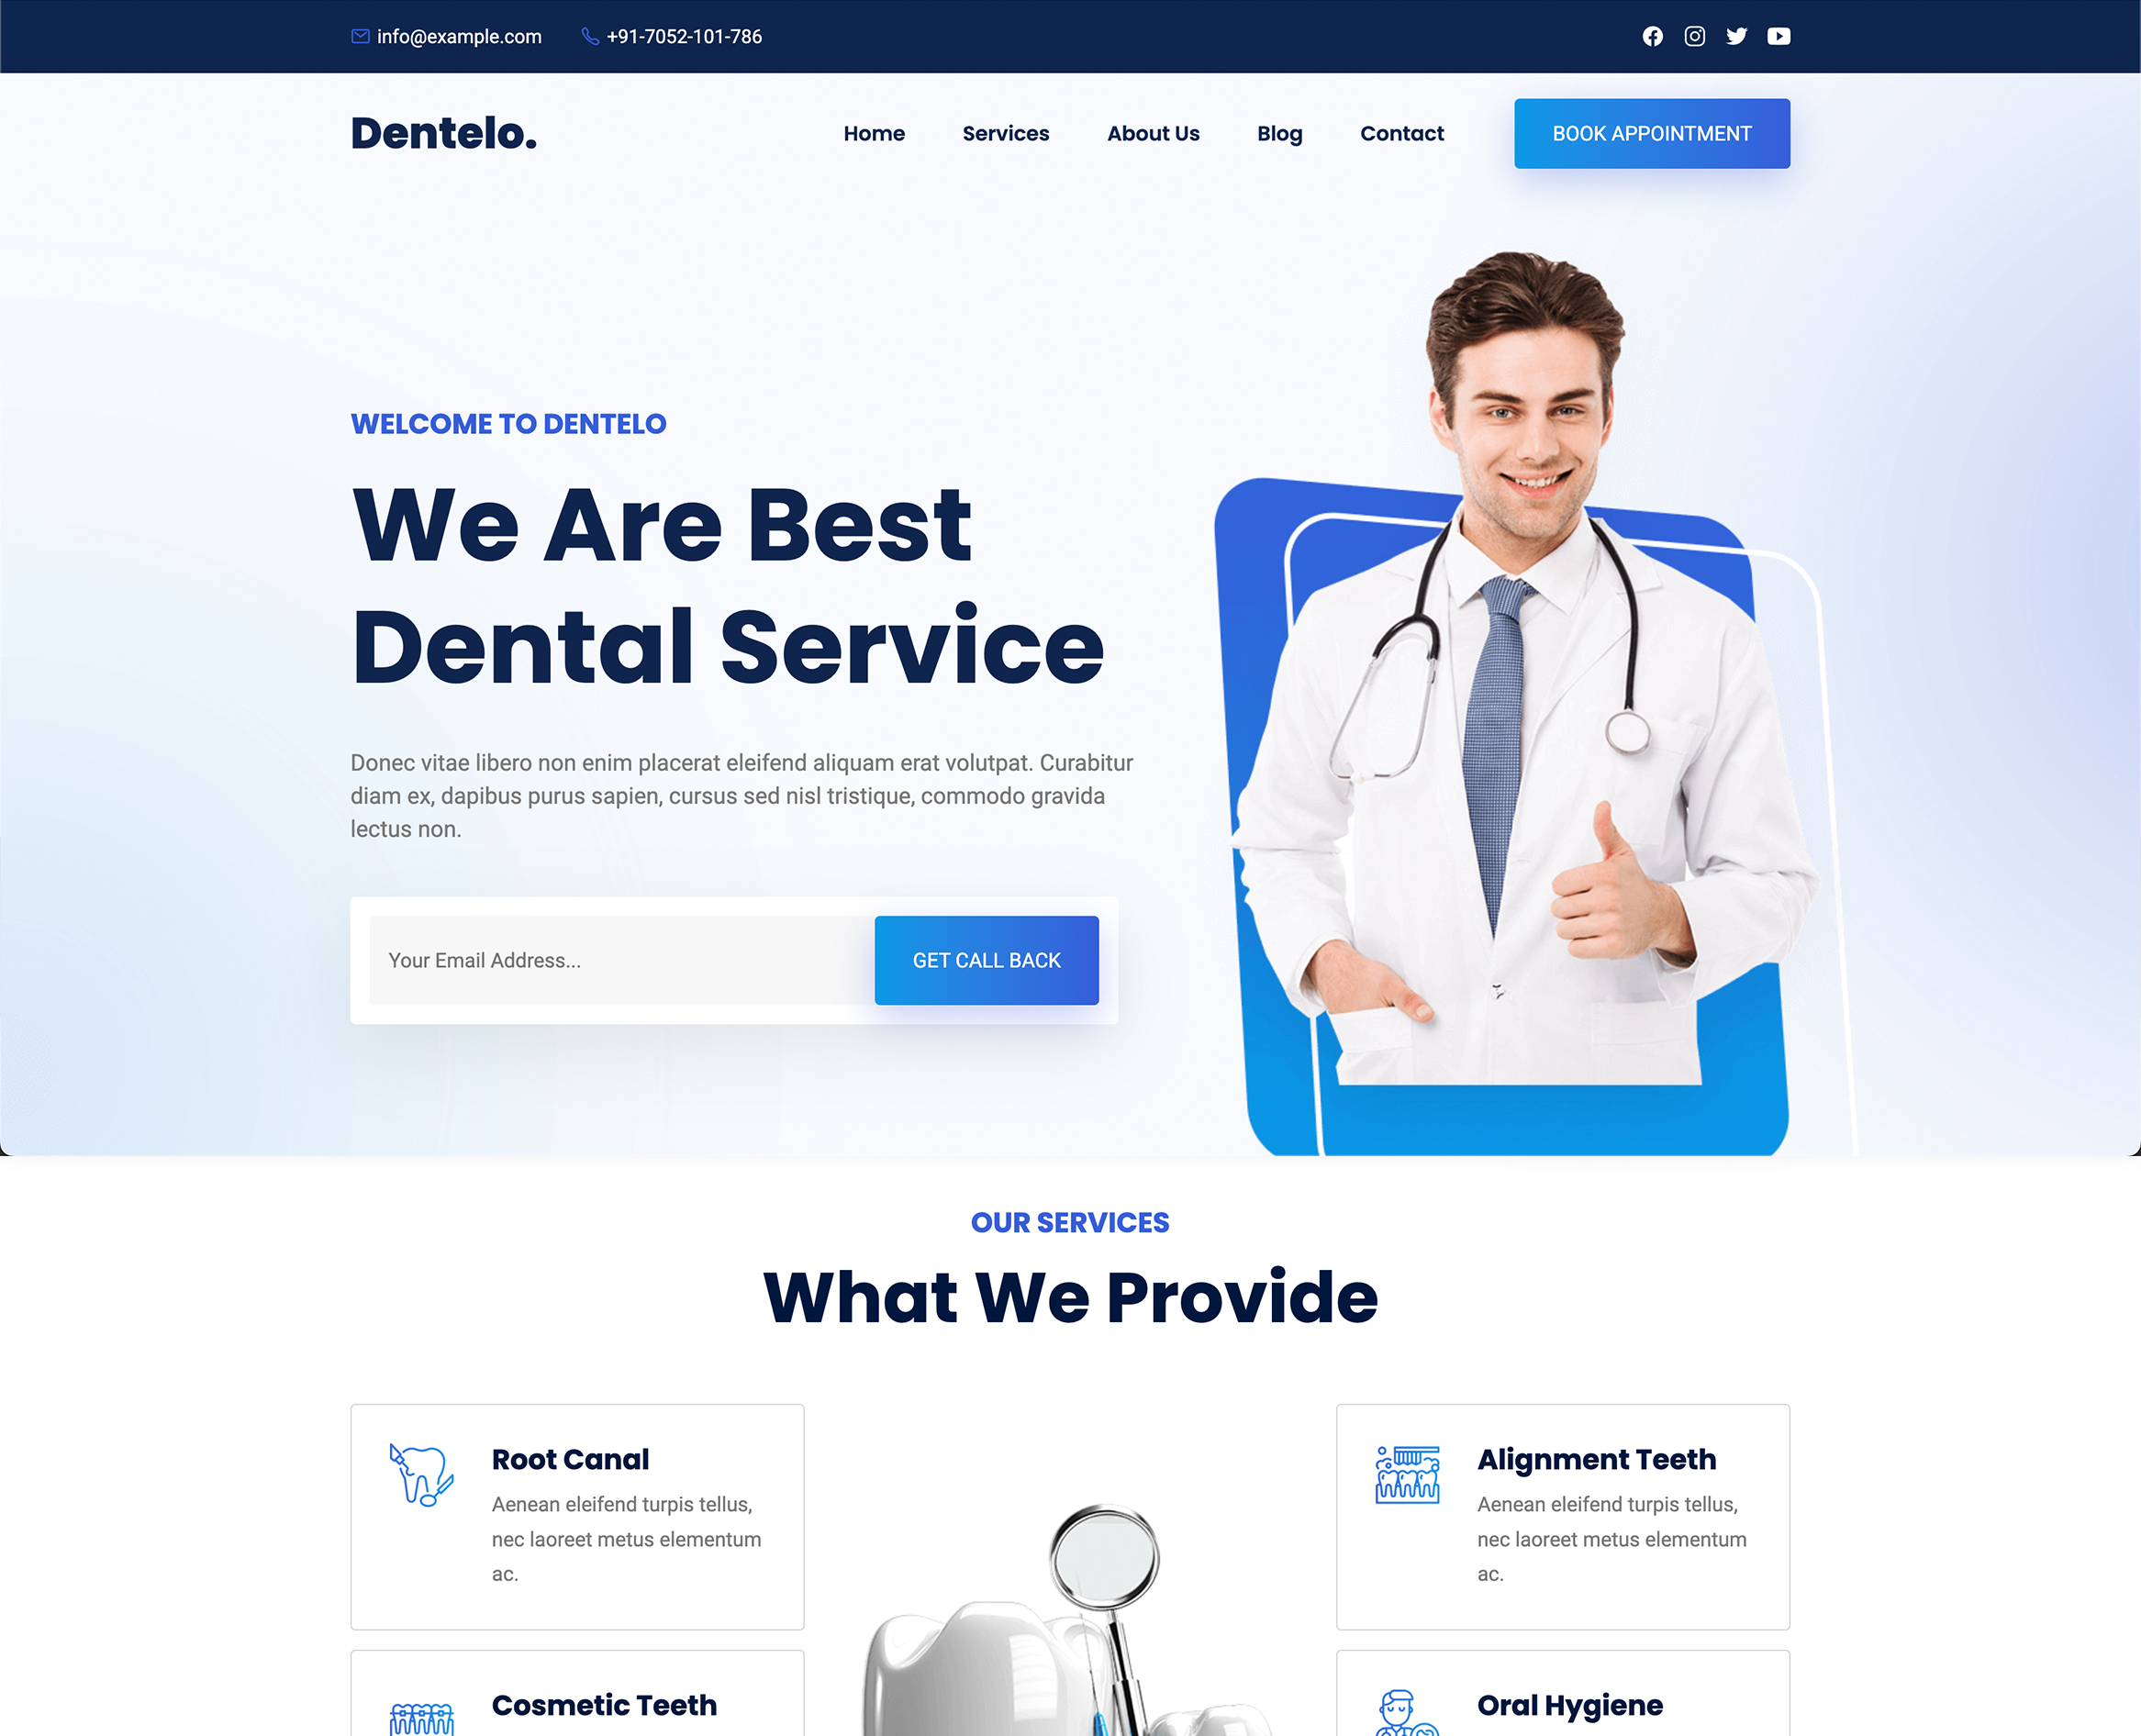 info@example.com +91-7052-101-786
Dentelo.
Home Services About Us Blog Contact BOOK APPOINTMENT
WELCOME TO DENTELO
We Are Best
Dental Service
Donec vitae libero non enim placerat eleifend aliquam erat volutpat. Curabitur
diam ex, dapibus purus sapien, cursus sed nisl tristique, commodo gravida
lectus non.
Your Email Address...
GET CALL BACK
OUR SERVICES
What We Provide
Root Canal
Aenean eleifend turpis tellus,
nec laoreet metus elementum
ac.
Alignment Teeth
Aenean eleifend turpis tellus,
nec laoreet metus elementum
ac.
Cosmetic Teeth
Oral Hygiene